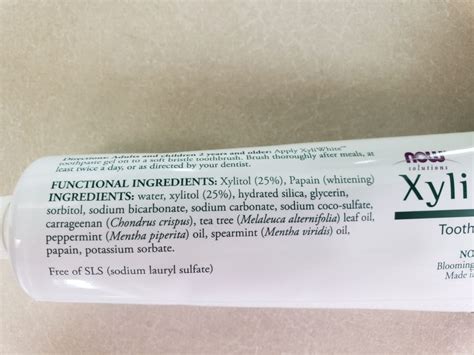 Directions: Adults and children 2 years and older: Apply XyliWhite™
toothpaste gel on to a soft bristle toothbrush. Brush thoroughly after meals, at
least twice a day, or as directed by your dentist.
FUNCTIONAL INGREDIENTS: Xylitol (25%), Papain (whitening)
INGREDIENTS: water, xylitol (25%), hydrated silica, glycerin,
sorbitol, sodium bicarbonate, sodium carbonate, sodium coco-sulfate,
carrageenan (Chondrus crispus), tea tree (Melaleuca alternifolia) leaf oil,
peppermint (Mentha piperita) oil, spearmint (Mentha viridis) oil,
papain, potassium sorbate.
Free of SLS (sodium lauryl sulfate)
NOW
solutions
Xyli
Tooth
NO
Blooming
Made i